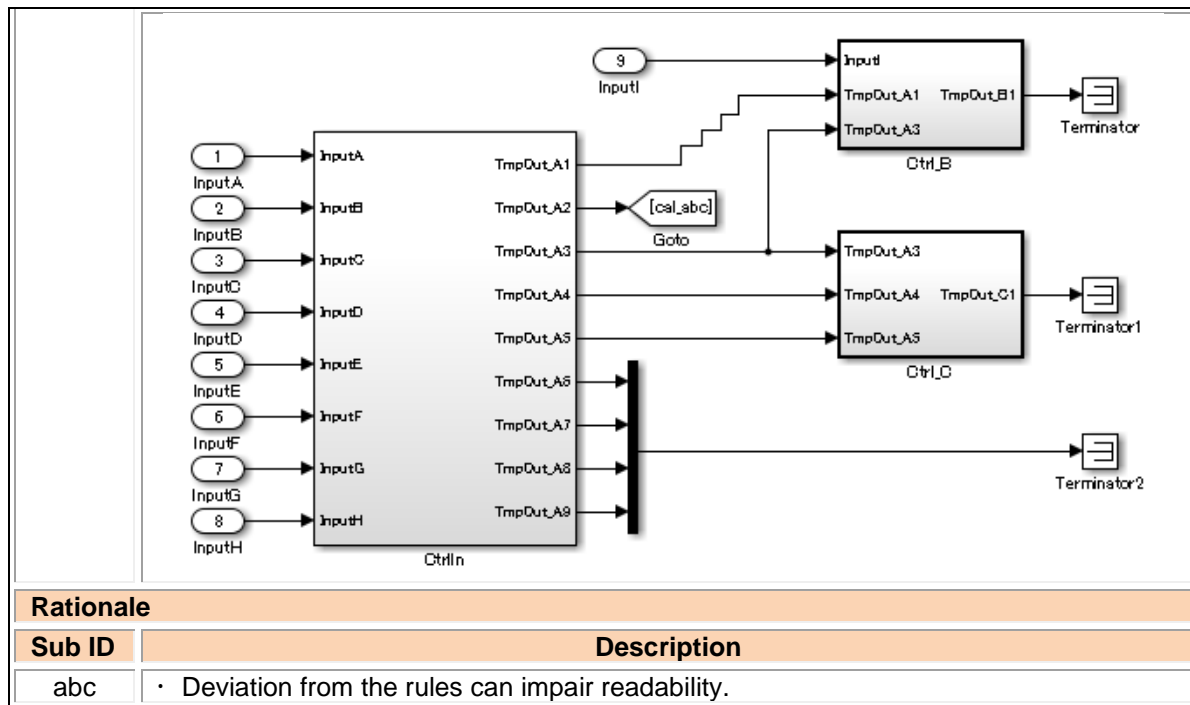 9
InputI
InputI
TmpOut_A1 TmpOut_B1
TmpOut_A3
Ctrl_B
Terminator
1
InputA
2
InputB
3
InputC
4
InputD
5
InputE
6
InputF
7
InputG
8
InputH
InputA
InputB
InputC
InputD
InputE
InputF
InputG
InputH
TmpOut_A1
TmpOut_A2
TmpOut_A3
TmpOut_A4
TmpOut_A5
TmpOut_A6
TmpOut_A7
TmpOut_A8
TmpOut_A9
CtrlIn
[cal_abc]
Goto
TmpOut_A3
TmpOut_A4 TmpOut_C1
TmpOut_A5
Ctrl_C
Terminator1
Terminator2
Rationale
Sub ID Description
abc ・ Deviation from the rules can impair readability.